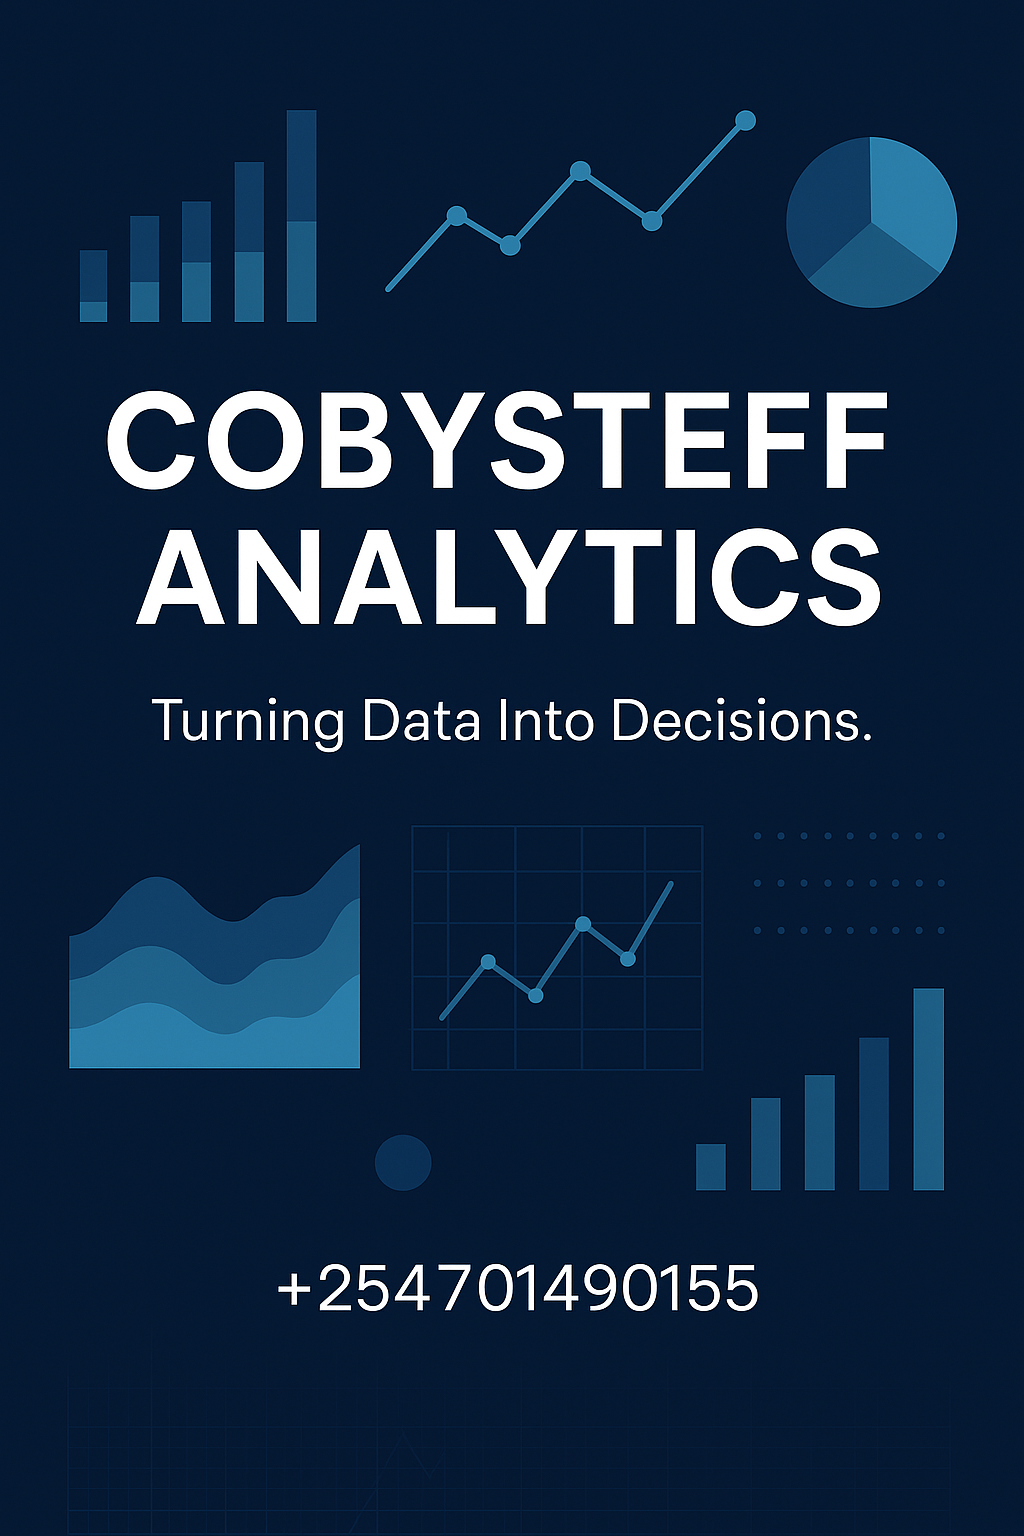 COBYSTEFF
ANALYTICS
Turning Data Into Decisions.
+254701490155